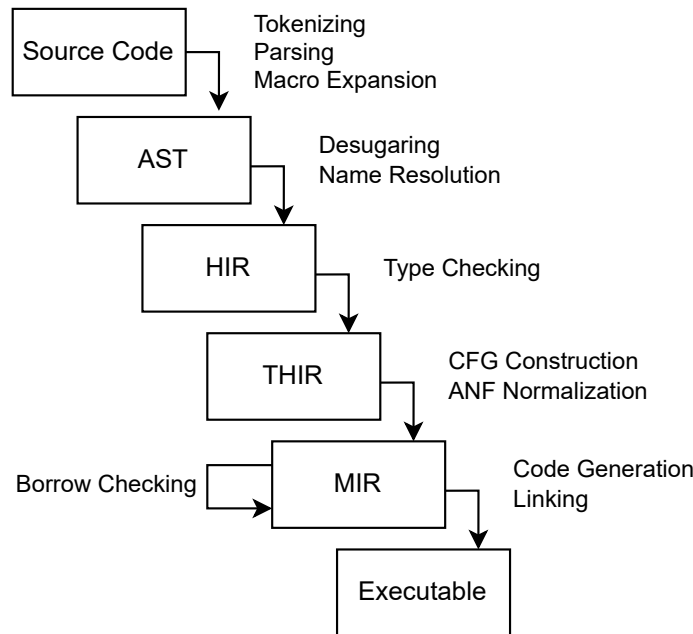 Source Code
Tokenizing
Parsing
Macro Expansion
AST
Desugaring
Name Resolution
HIR
Type Checking
THIR
CFG Construction
ANF Normalization
Borrow Checking
MIR
Code Generation
Linking
Executable